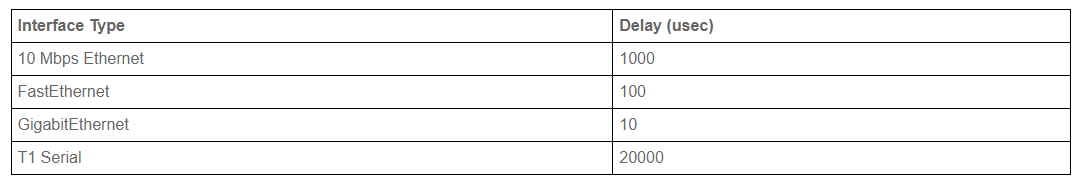 Interface Type Delay (usec)
10 Mbps Ethernet 1000
FastEthernet 100
GigabitEthernet 10
T1 Serial 20000